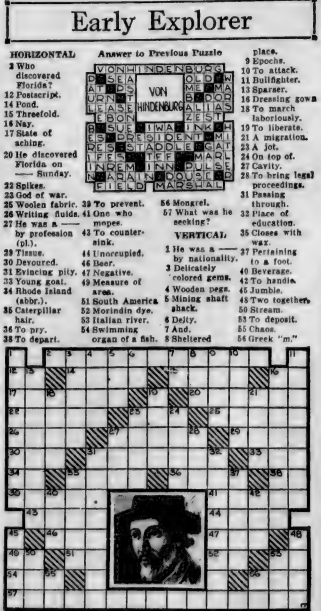 Early Explorer
HORIZONTAL
2 Who
discovered
Florida?
12 Postscript.
14 Pond.
15 Threefold.
16 Nay.
17 State of
aching.
20 He discovered
Florida on
— Sunday.
22 Spikes.
23 God of war.
25 Woolen fabric.
26 Writing fluids.
27 He was a —
by profession
(pl.).
29 Tissue.
30 Devoured.
31 Evincing pity.
33 Young goat.
34 Rhode Island
(abbr.).
35 Caterpillar
hair.
36 To pry.
38 To depart.
Answer to Previous Puzzle
VON HINDENBURG
VON
HINDENBURG
FIELD MARSHAL
39 To prevent.
41 One who
mopes.
43 To counter-
sink.
44 Unoccupied.
46 Deer.
47 Negative.
49 Measure of
area.
51 South America
52 Morindin dye.
53 Italian river.
54 Swimming
organ of a fish.
56 Mongrel.
57 What was he
seeking?
VERTICAL
1 He was a —
by nationality.
3 Delicately
colored gems.
4 Wooden pegs.
5 Mining shaft
shack.
6 Deity.
7 And.
8 Sheltered
place.
9 Epochs.
10 To attack.
11 Bullfighter.
13 Sparser.
16 Dressing gown
18 To march
laboriously.
19 To liberate.
21 A migration.
23 A jot.
24 On top of.
27 Cavity.
28 To bring legal
proceedings.
31 Passing
through.
32 Place of
education.
35 Closes with
wax.
37 Pertaining
to a foot.
40 Beverage.
42 To handle.
45 Jumble.
48 Two together.
50 Stream.
53 To deposit.
55 Chaos.
56 Greek "m."